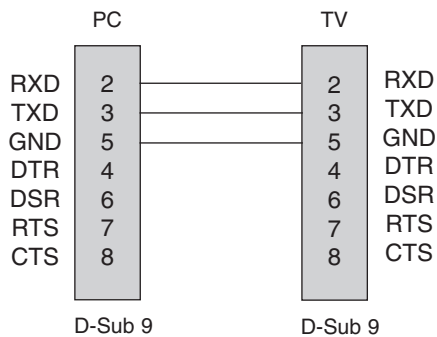 PC TV
RXD 2 2 RXD
TXD 3 3 TXD
GND 5 5 GND
DTR 4 4 DTR
DSR 6 6 DSR
RTS 7 7 RTS
CTS 8 8 CTS
D-Sub 9 D-Sub 9